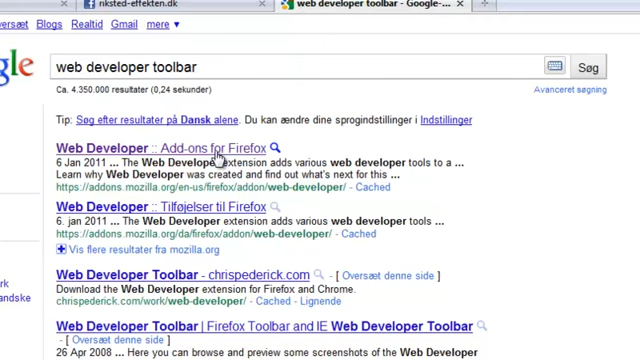 riksted-effekten.dk
web developer toolbar - Google-...
Blogs Reader Gmail more
web developer toolbar
Søg
Ca. 4.350.000 resultater (0,24 sekunder)
Avanceret søgning
Tip: Søg efter resultater på Dansk alene. Du kan ændre dine sprogindstillinger i Indstillinger
Web Developer :: Add-ons for Firefox
6 Jan 2011 ... The Web Developer extension adds various web developer tools to a ...
Learn why Web Developer was created and find out what's next for this ...
https://addons.mozilla.org/en-us/firefox/addon/web-developer/ - Cached
Web Developer :: Tilføjelser til Firefox
6. jan 2011 ... The Web Developer extension adds various web developer tools ...
https://addons.mozilla.org/da/firefox/addon/web-developer/ - Cached
Vis flere resultater fra mozilla.org
Web Developer Toolbar - chrispederick.com - [ Oversæt denne side ]
Download the Web Developer extension for Firefox and Chrome.
chrispederick.com/work/web-developer/ - Cached - Lignende
Web Developer Toolbar | Firefox Toolbar and IE Web Developer Toolbar
- [ Oversæt denne side ]
26 Apr 2008 ... Here you can browse and preview some screenshots of the Web Developer